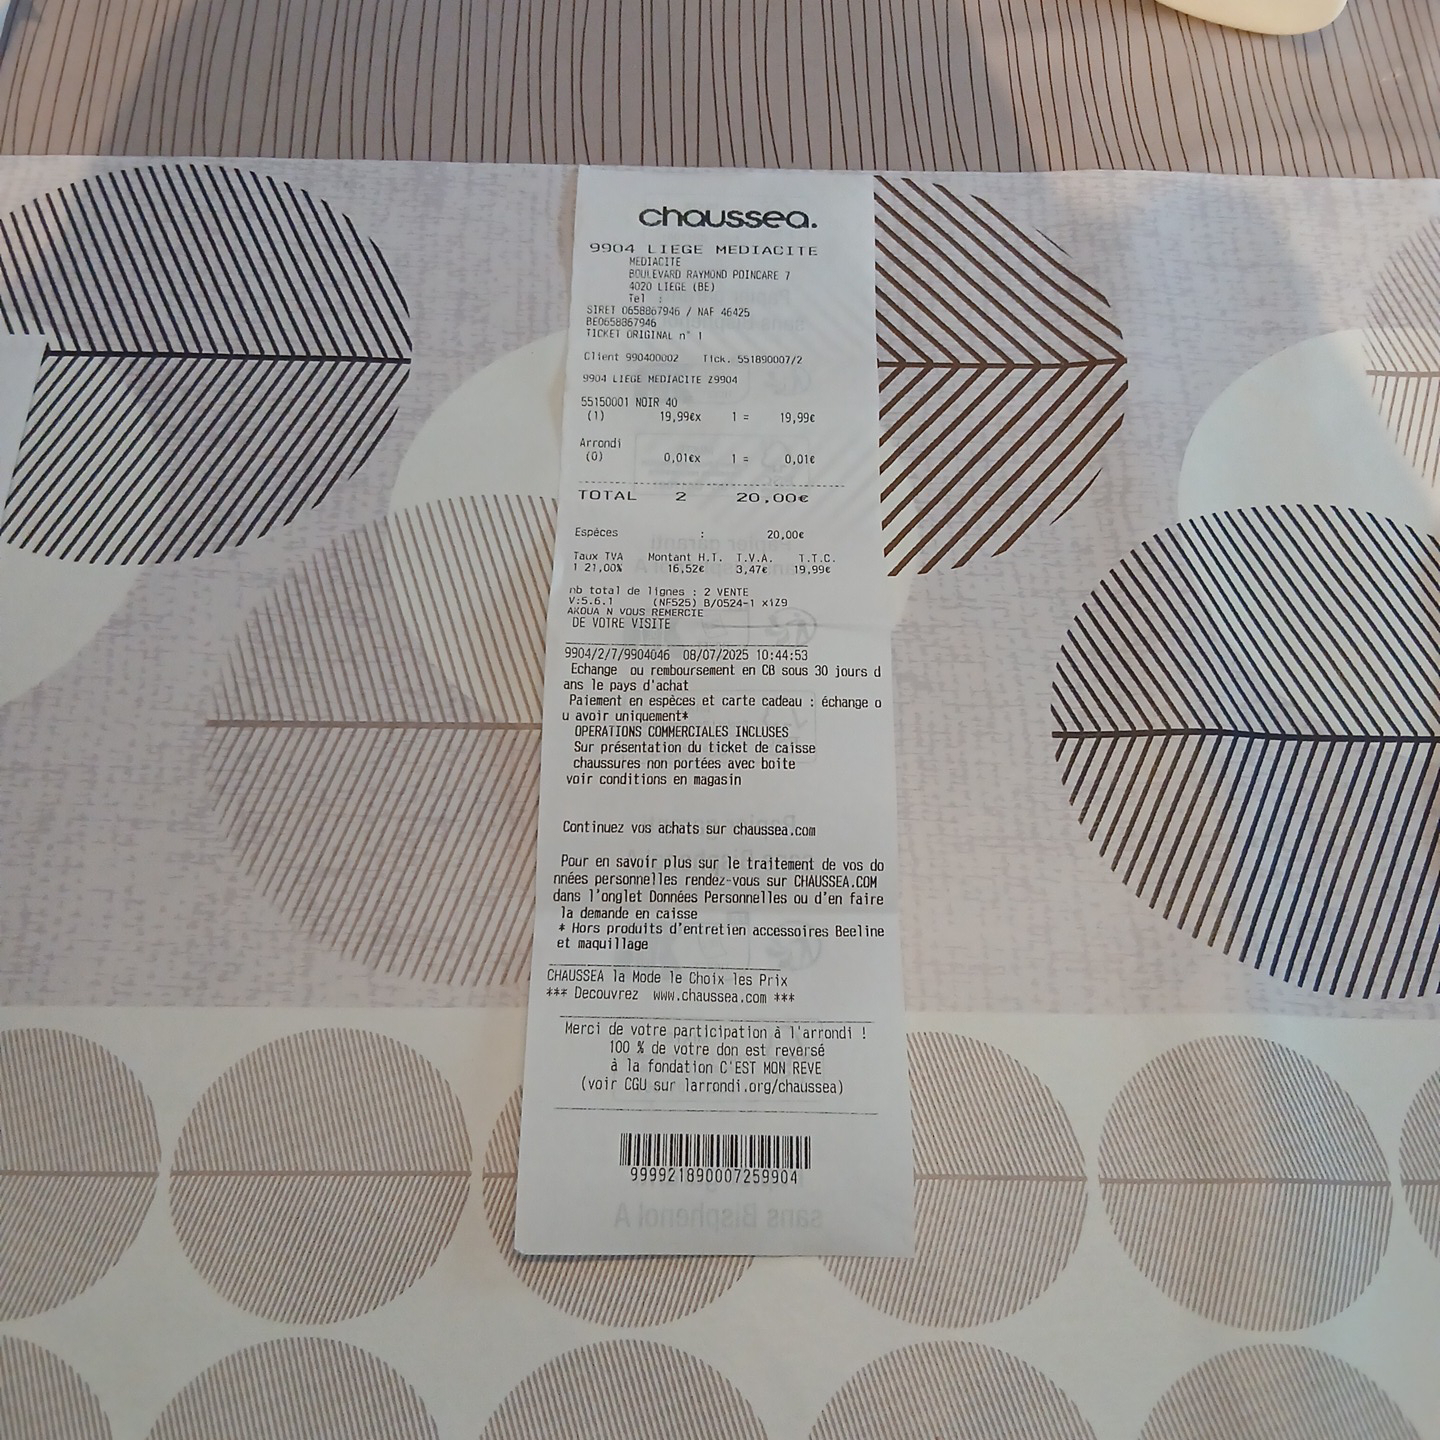 chaussea.
9904 LIEGE MEDIACITE
MEDIACITE
BOULEVARD RAYMOND POINCARE 7
4020 LIEGE (BE)
Tel :
SIRET 0658867946 / NAF 46425
BE0658867946
TICKET ORIGINAL n° 1
Client 990400002 Tick. 551890007/2
9904 LIEGE MEDIACITE Z9904
55150001 NOIR 40
(1) 19,99€x 1 = 19,99€
Arrondi
(0) 0,01€x 1 = 0,01€
TOTAL 2 20,00€
Espèces : 20,00€
Taux TVA Montant H.T. T.V.A. T.T.C.
1 21,00% 16,52€ 3,47€ 19,99€
nb total de lignes : 2 VENTE
V:5.6.1 (NF525) B/0524-1 xiZ9
AKOUA N VOUS REMERCIE
DE VOTRE VISITE
9904/2/7/9904046 08/07/2025 10:44:53
Echange ou remboursement en CB sous 30 jours d
ans le pays d'achat
Paiement en espèces et carte cadeau : échange o
u avoir uniquement*
OPERATIONS COMMERCIALES INCLUSES
Sur présentation du ticket de caisse
chaussures non portées avec boite
voir conditions en magasin
Continuez vos achats sur chaussea.com
Pour en savoir plus sur le traitement de vos do
nnées personnelles rendez-vous sur CHAUSSEA.COM
dans l'onglet Données Personnelles ou d'en faire
la demande en caisse
* Hors produits d'entretien accessoires Beeline
et maquillage
CHAUSSEA la Mode le Choix les Prix
*** Decouvrez www.chaussea.com ***
Merci de votre participation à l'arrondi !
100 % de votre don est reversé
à la fondation C'EST MON REVE
(voir CGU sur larrondi.org/chaussea)
999921890007259904
sans Bisphenol A